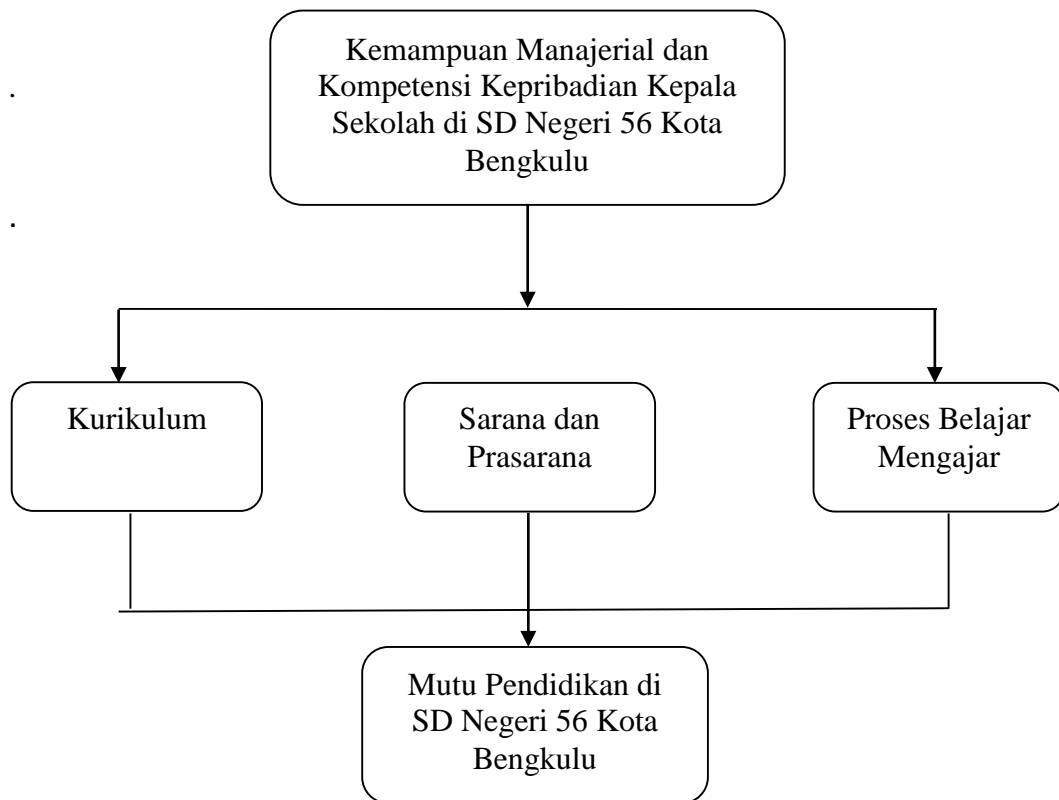 Kemampuan Manajerial dan
Kompetensi Kepribadian Kepala
Sekolah di SD Negeri 56 Kota
Bengkulu
Kurikulum
Sarana dan
Prasarana
Proses Belajar
Mengajar
Mutu Pendidikan di
SD Negeri 56 Kota
Bengkulu